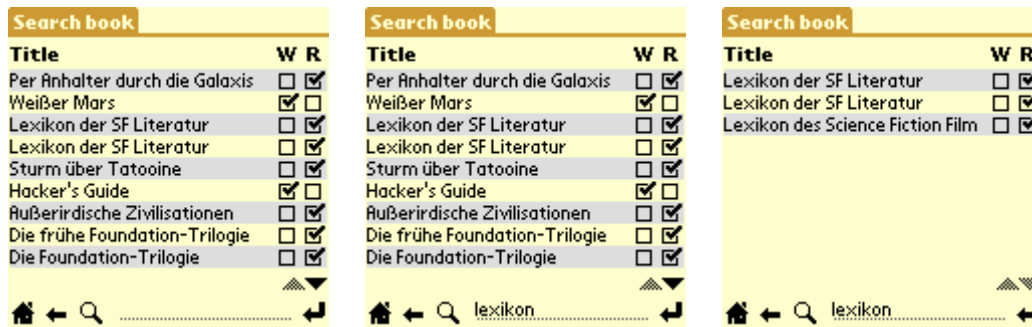 Search book
Title W R
Per Anhalter durch die Galaxis
Weißer Mars
Lexikon der SF Literatur
Lexikon der SF Literatur
Sturm über Tatooine
Hacker's Guide
Außerirdische Zivilisationen
Die frühe Foundation-Trilogie
Die Foundation-Trilogie
Search book
Title W R
Per Anhalter durch die Galaxis
Weißer Mars
Lexikon der SF Literatur
Lexikon der SF Literatur
Sturm über Tatooine
Hacker's Guide
Außerirdische Zivilisationen
Die frühe Foundation-Trilogie
Die Foundation-Trilogie
lexikon
Search book
Title W R
Lexikon der SF Literatur
Lexikon der SF Literatur
Lexikon des Science Fiction Film
lexikon